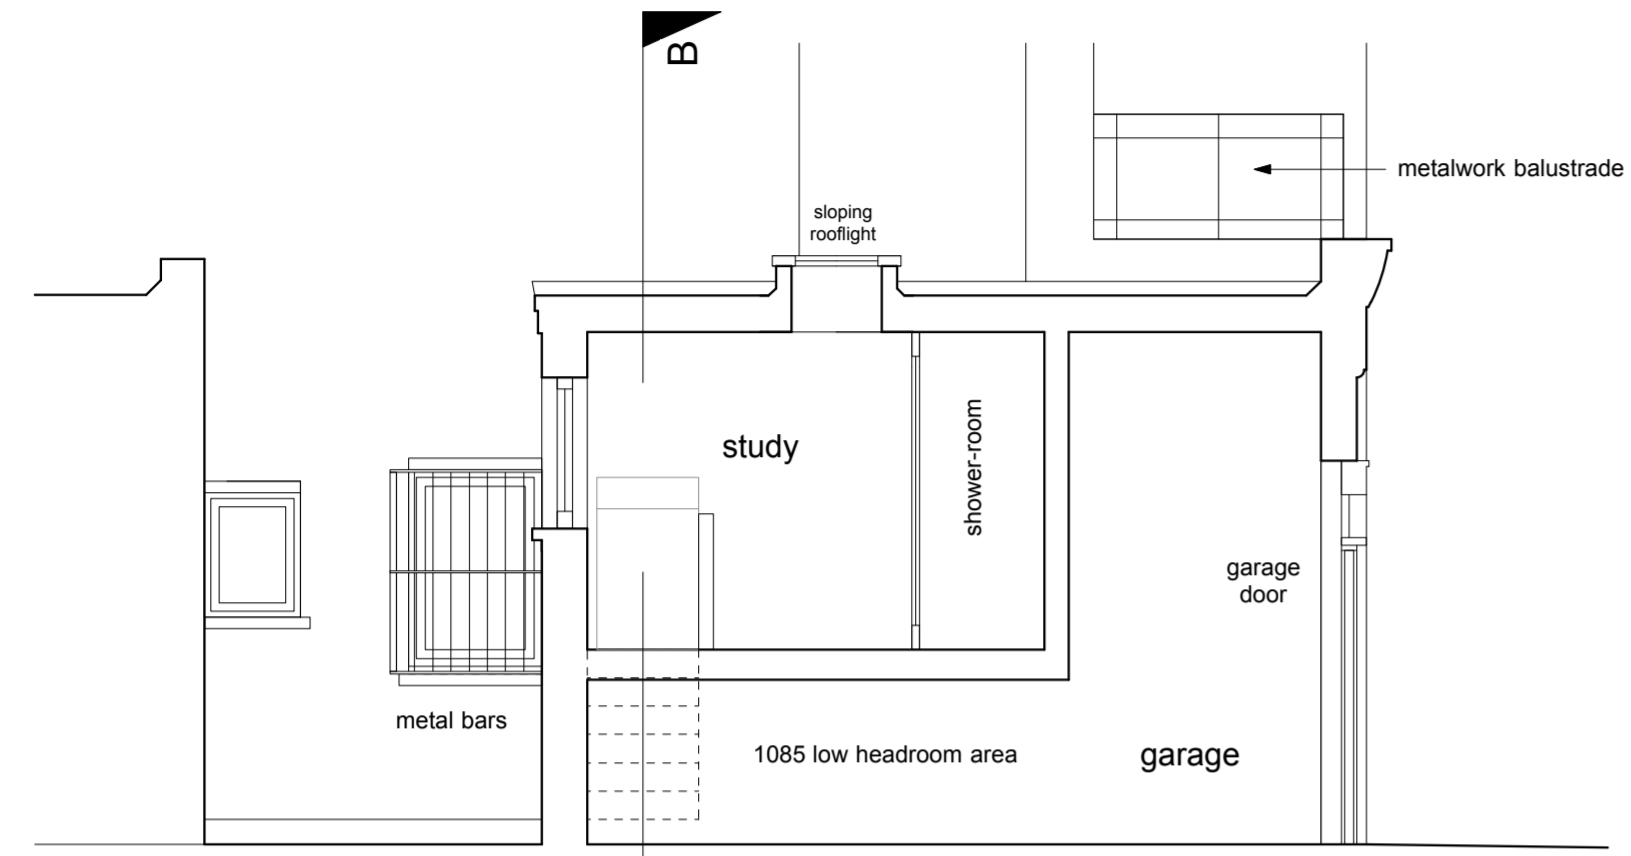 B
metalwork balustrade
sloping
rooflight
study
shower-room
garage
door
metal bars
1085 low headroom area
garage